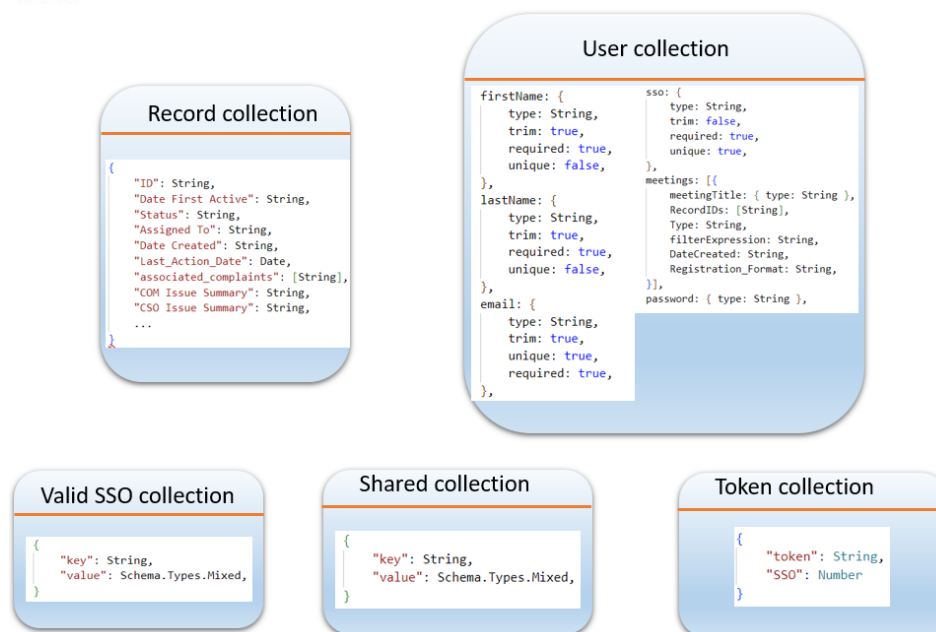 Record collection
{
"ID": String,
"Date First Active": String,
"Status": String,
"Assigned To": String,
"Date Created": String,
"Last_Action_Date": Date,
"associated_complaints": [String],
"COM Issue Summary": String,
"CSO Issue Summary": String,
...
}
User collection
firstName: {
type: String,
trim: true,
required: true,
unique: false,
},
lastName: {
type: String,
trim: true,
required: true,
unique: false,
},
email: {
type: String,
trim: true,
unique: true,
required: true,
},
sso: {
type: String,
trim: false,
required: true,
unique: true,
},
meetings: [{
meetingTitle: { type: String },
RecordIDs: [String],
Type: String,
filterExpression: String,
DateCreated: String,
Registration_Format: String,
}],
password: { type: String },
Valid SSO collection
{
"key": String,
"value": Schema.Types.Mixed,
}
Shared collection
{
"key": String,
"value": Schema.Types.Mixed,
}
Token collection
{
"token": String,
"SSO": Number
}